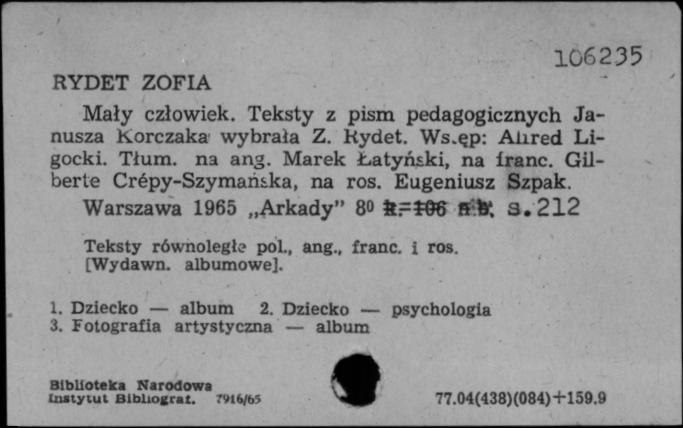 106235
RYDET ZOFIA
Mały człowiek. Teksty z pism pedagogicznych Ja-
nusza Korczaka wybrała Z. Rydet. Wstęp: Alfred Li-
gocki. Tłum. na ang. Marek Łatyński, na franc. Gil-
berte Crépy-Szymańska, na ros. Eugeniusz Szpak.
Warszawa 1965 „Arkady” 8⁰ k. 106 n b. s. 212
Teksty równoległe pol., ang., franc. i ros.
[Wydawn. albumowe].
1. Dziecko — album 2. Dziecko — psychologia
3. Fotografia artystyczna — album
Biblioteka Narodowa
Instytut Bibliograf. 7916/65
77.04(438)(084)+159.9